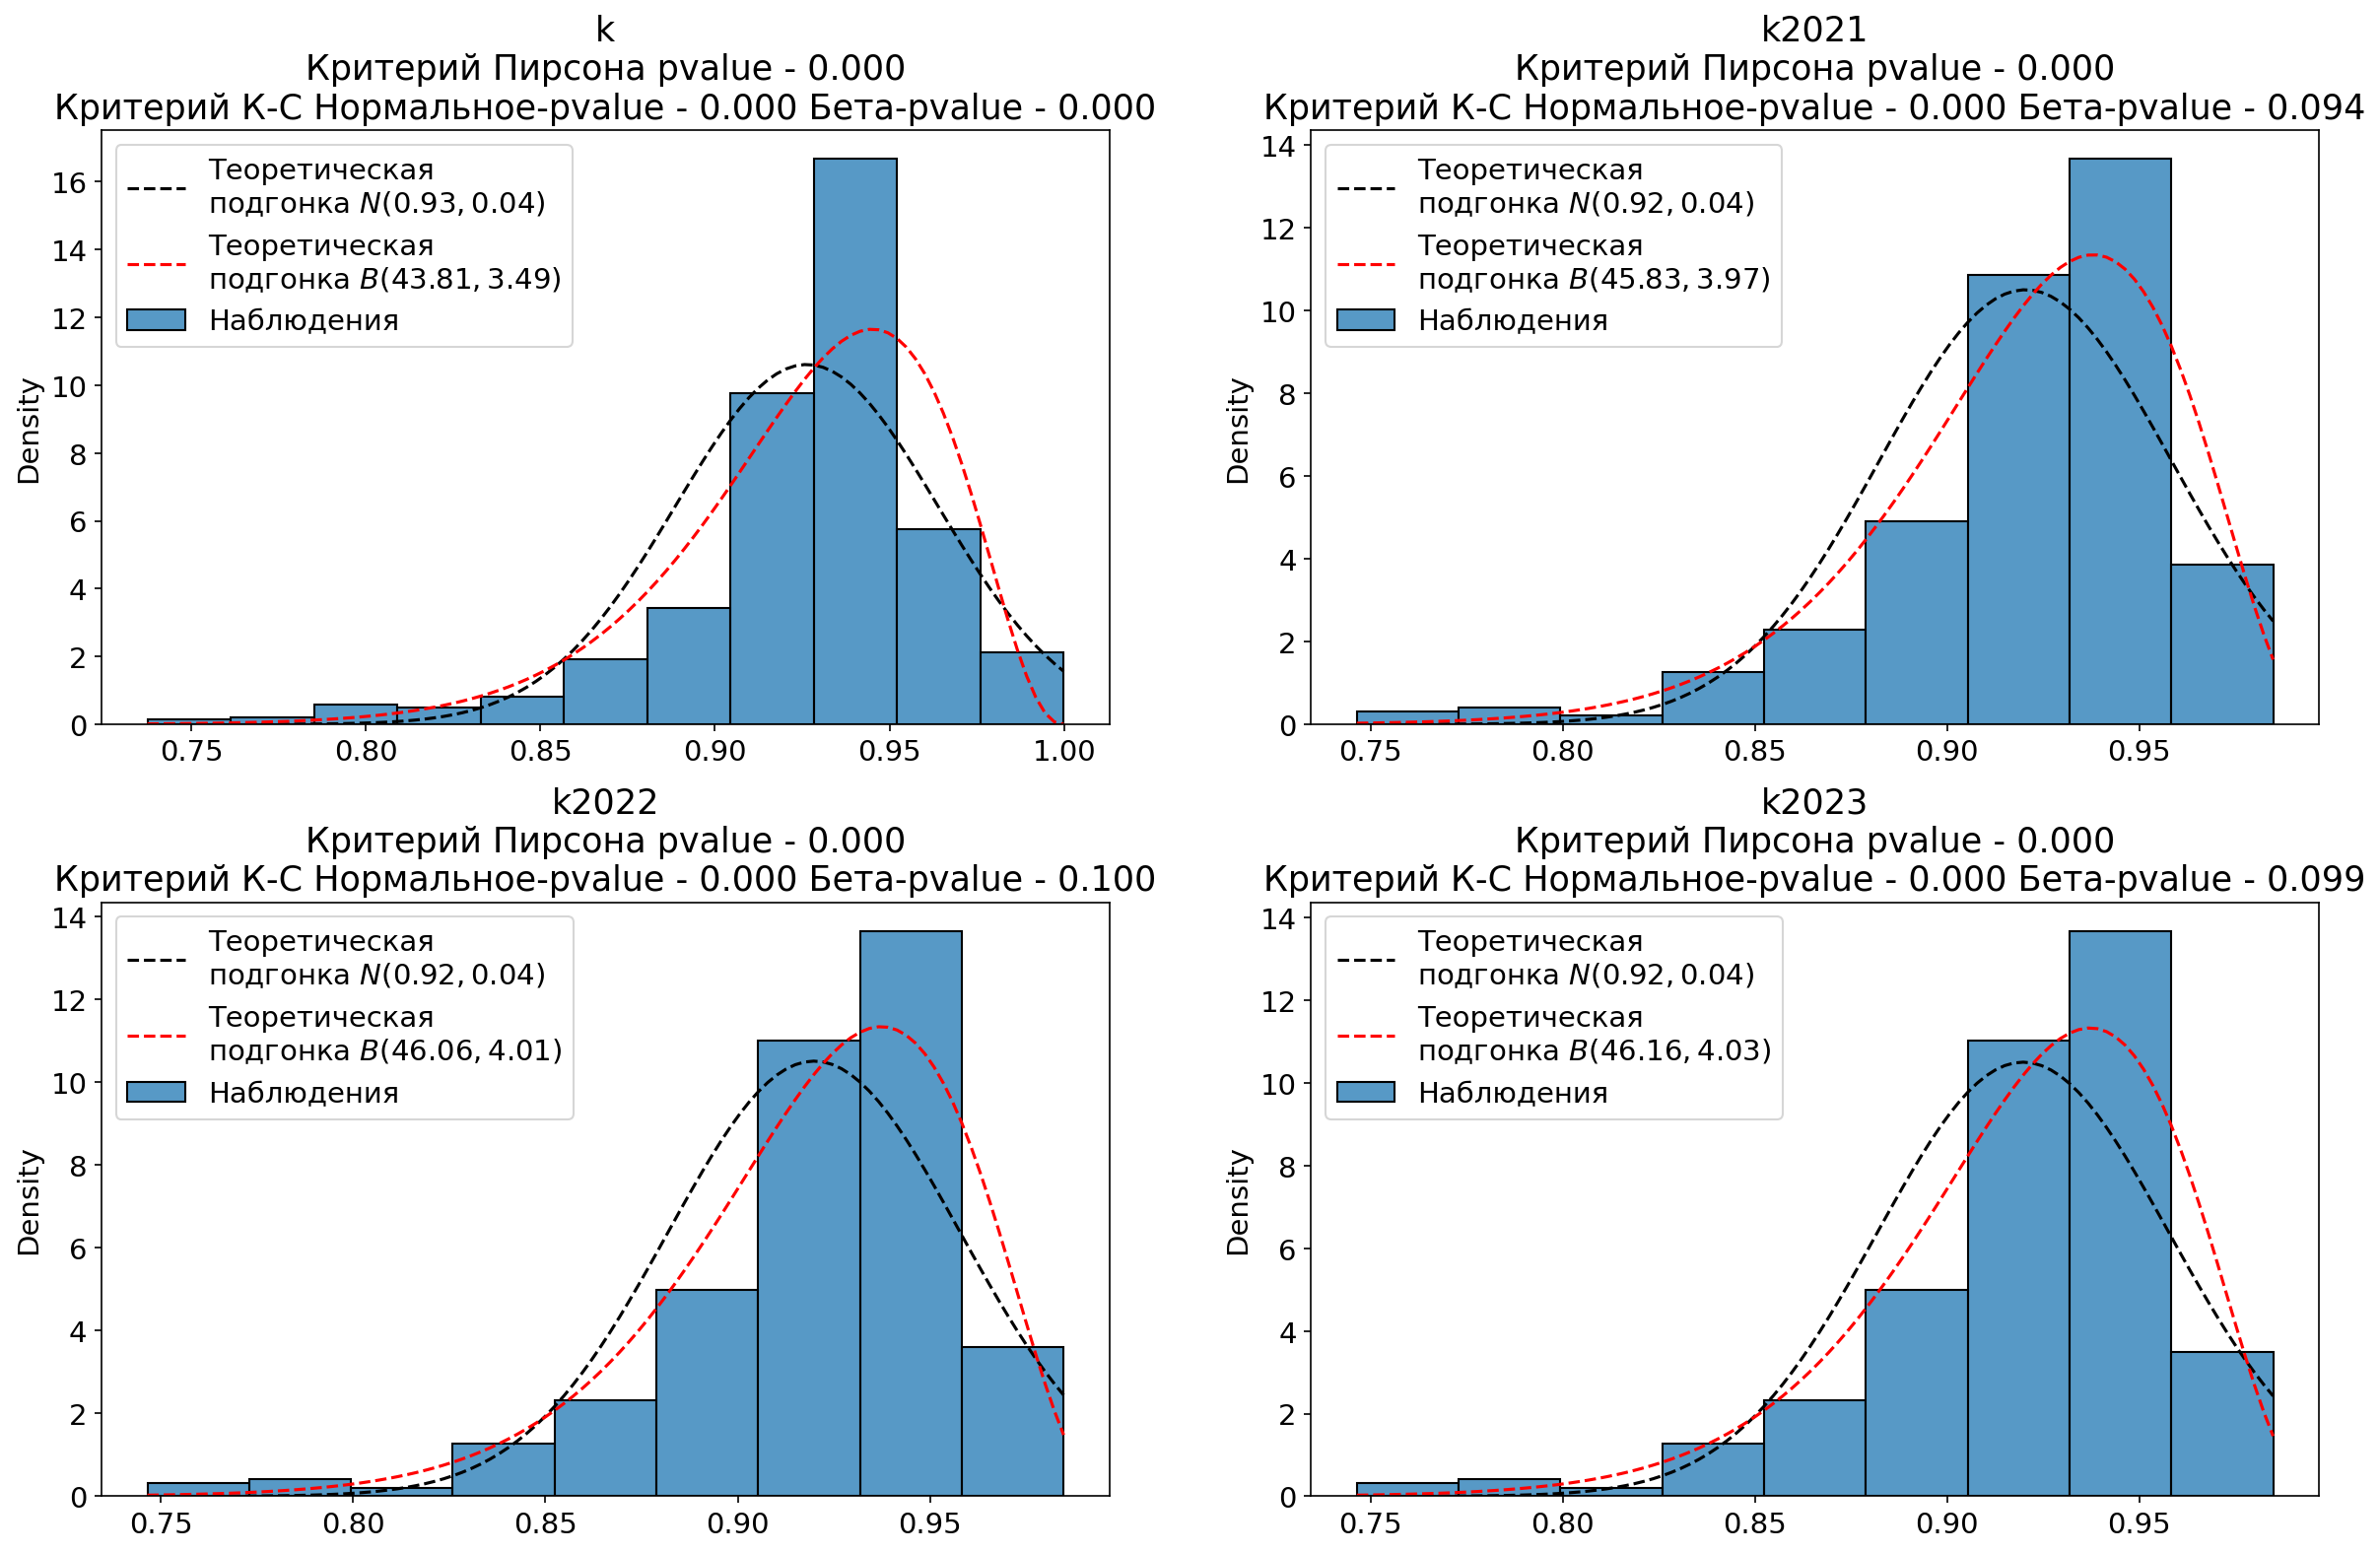 k
Критерий Пирсона pvalue - 0.000
Критерий К-С Нормальное-pvalue - 0.000 Бета-pvalue - 0.000
Теоретическая
подгонка N(0.93, 0.04)
Теоретическая
подгонка B(43.81, 3.49)
Наблюдения
Density
16
14
12
10
8
6
4
2
0
0.75 0.80 0.85 0.90 0.95 1.00
k2021
Критерий Пирсона pvalue - 0.000
Критерий К-С Нормальное-pvalue - 0.000 Бета-pvalue - 0.094
Теоретическая
подгонка N(0.92, 0.04)
Теоретическая
подгонка B(45.83, 3.97)
Наблюдения
Density
14
12
10
8
6
4
2
0
0.75 0.80 0.85 0.90 0.95
k2022
Критерий Пирсона pvalue - 0.000
Критерий К-С Нормальное-pvalue - 0.000 Бета-pvalue - 0.100
Теоретическая
подгонка N(0.92, 0.04)
Теоретическая
подгонка B(46.06, 4.01)
Наблюдения
Density
14
12
10
8
6
4
2
0
0.75 0.80 0.85 0.90 0.95
k2023
Критерий Пирсона pvalue - 0.000
Критерий К-С Нормальное-pvalue - 0.000 Бета-pvalue - 0.099
Теоретическая
подгонка N(0.92, 0.04)
Теоретическая
подгонка B(46.16, 4.03)
Наблюдения
Density
14
12
10
8
6
4
2
0
0.75 0.80 0.85 0.90 0.95